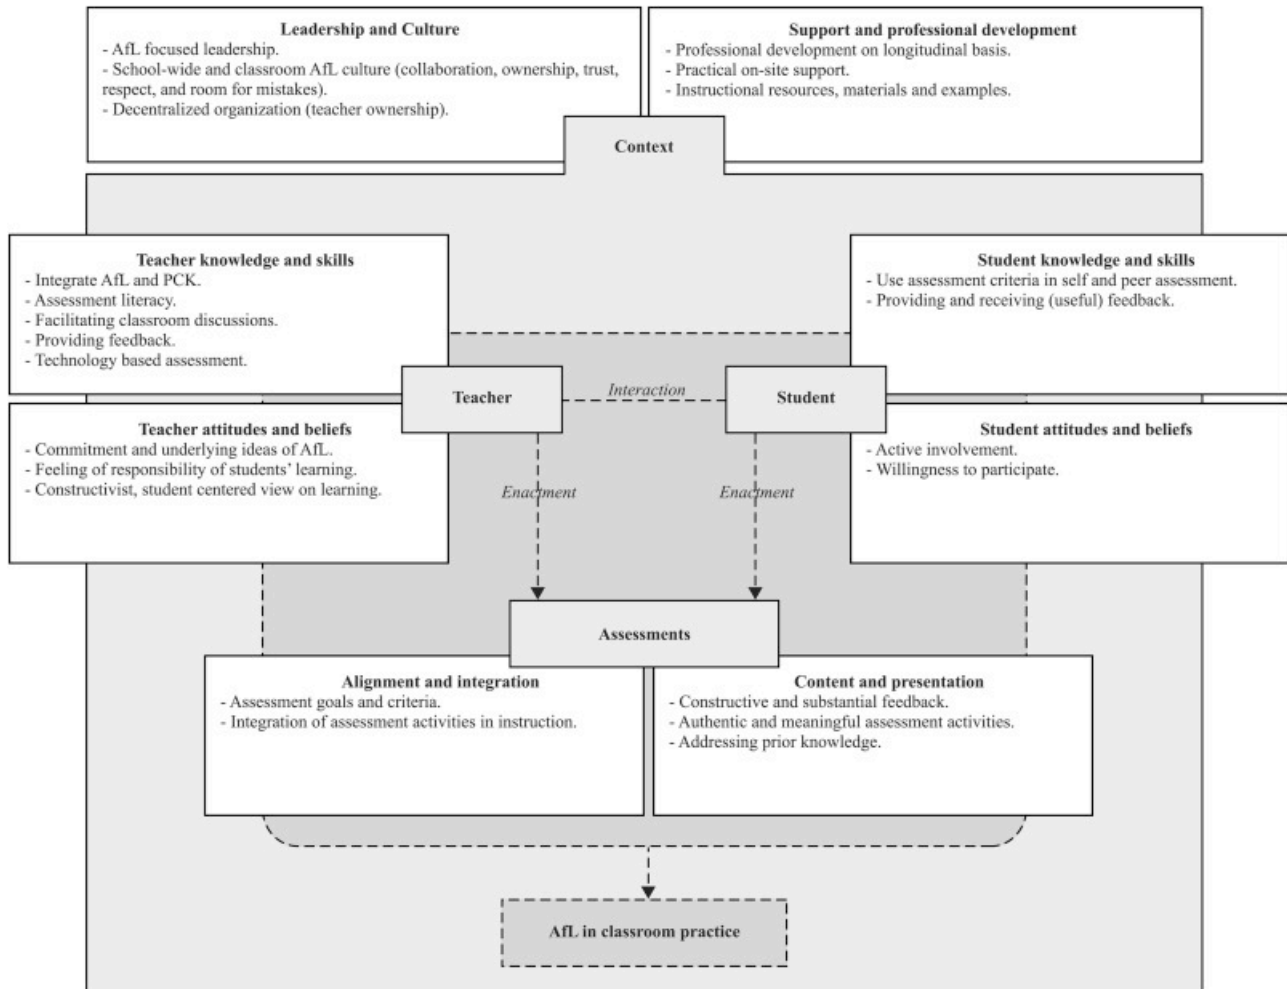 Leadership and Culture
- AfL focused leadership.
- School-wide and classroom AfL culture (collaboration, ownership, trust,
respect, and room for mistakes).
- Decentralized organization (teacher ownership).
Support and professional development
- Professional development on longitudinal basis.
- Practical on-site support.
- Instructional resources, materials and examples.
Context
Teacher knowledge and skills
- Integrate AfL and PCK.
- Assessment literacy.
- Facilitating classroom discussions.
- Providing feedback.
- Technology based assessment.
Student knowledge and skills
- Use assessment criteria in self and peer assessment.
- Providing and receiving (useful) feedback.
Teacher
Interaction
Student
Teacher attitudes and beliefs
- Commitment and underlying ideas of AfL.
- Feeling of responsibility of students' learning.
- Constructivist, student centered view on learning.
Student attitudes and beliefs
- Active involvement.
- Willingness to participate.
Enactment
Enactment
Assessments
Alignment and integration
- Assessment goals and criteria.
- Integration of assessment activities in instruction.
Content and presentation
- Constructive and substantial feedback.
- Authentic and meaningful assessment activities.
- Addressing prior knowledge.
AfL in classroom practice